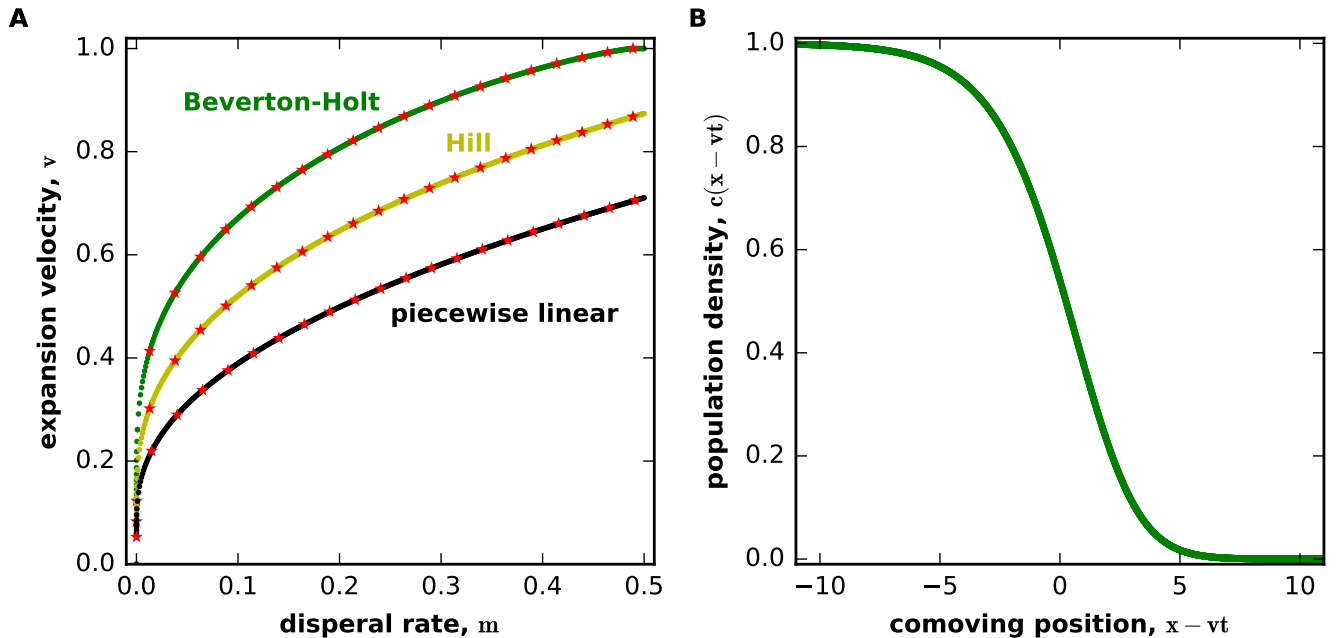 A
expansion velocity, v
1.0
0.8
0.6
0.4
0.2
0.0
Beverton-Holt
Hill
piecewise linear
0.0 0.1 0.2 0.3 0.4 0.5
disperal rate, m
B
population density, c(x − vt)
1.0
0.8
0.6
0.4
0.2
0.0
−10 −5 0 5 10
comoving position, x − vt